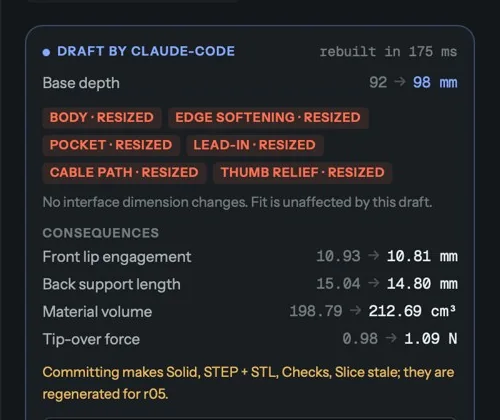 DRAFT BY CLAUDE-CODE rebuilt in 175 ms
Base depth 92 → 98 mm
BODY · RESIZED EDGE SOFTENING · RESIZED
POCKET · RESIZED LEAD-IN · RESIZED
CABLE PATH · RESIZED THUMB RELIEF · RESIZED
No interface dimension changes. Fit is unaffected by this draft.
CONSEQUENCES
Front lip engagement 10.93 → 10.81 mm
Back support length 15.04 → 14.80 mm
Material volume 198.79 → 212.69 cm³
Tip-over force 0.98 → 1.09 N
Committing makes Solid, STEP + STL, Checks, Slice stale; they are
regenerated for r05.